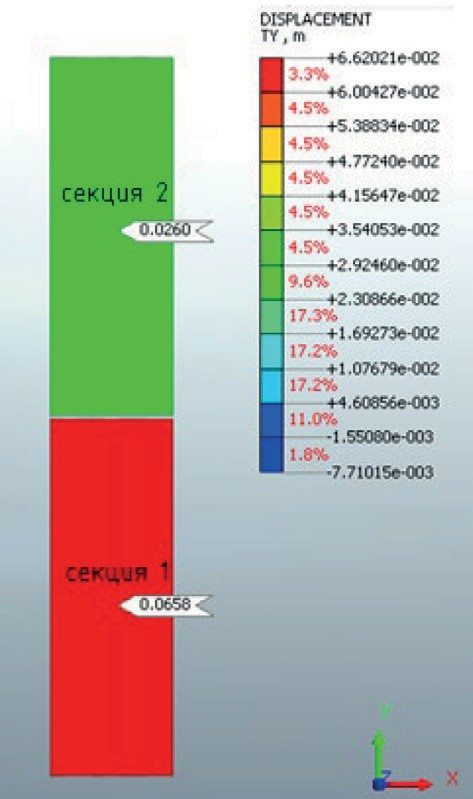 DISPLACEMENT
TY , m
+6.62021e-002
3.3%
+6.00427e-002
4.5%
+5.38834e-002
4.5%
+4.77240e-002
4.5%
+4.15647e-002
4.5%
+3.54053e-002
4.5%
+2.92460e-002
9.6%
+2.30866e-002
17.3%
+1.69273e-002
17.2%
+1.07679e-002
17.2%
+4.60856e-003
11.0%
-1.55080e-003
1.8%
-7.71015e-003
секция 2
0.0260
секция 1
0.0658
Y
Z
X